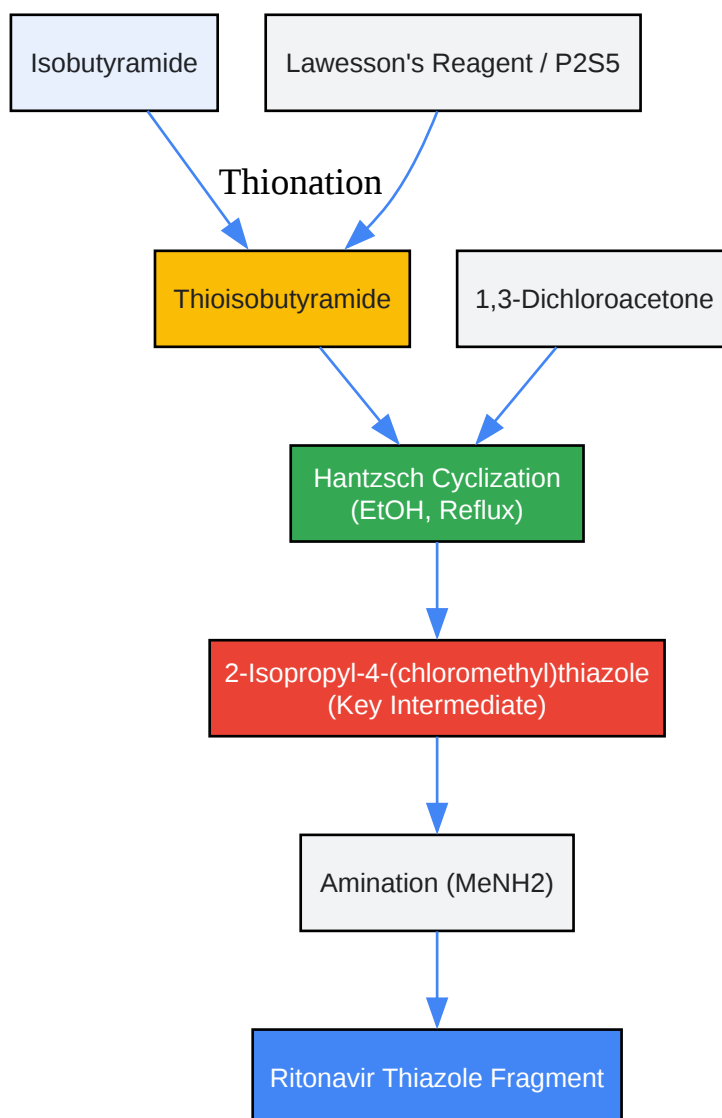 Isobutyramide
Lawesson's Reagent / P2S5
Thionation
Thioisobutyramide
1,3-Dichloroacetone
Hantzsch Cyclization
(EtOH, Reflux)
2-Isopropyl-4-(chloromethyl)thiazole
(Key Intermediate)
Amination (MeNH2)
Ritonavir Thiazole Fragment